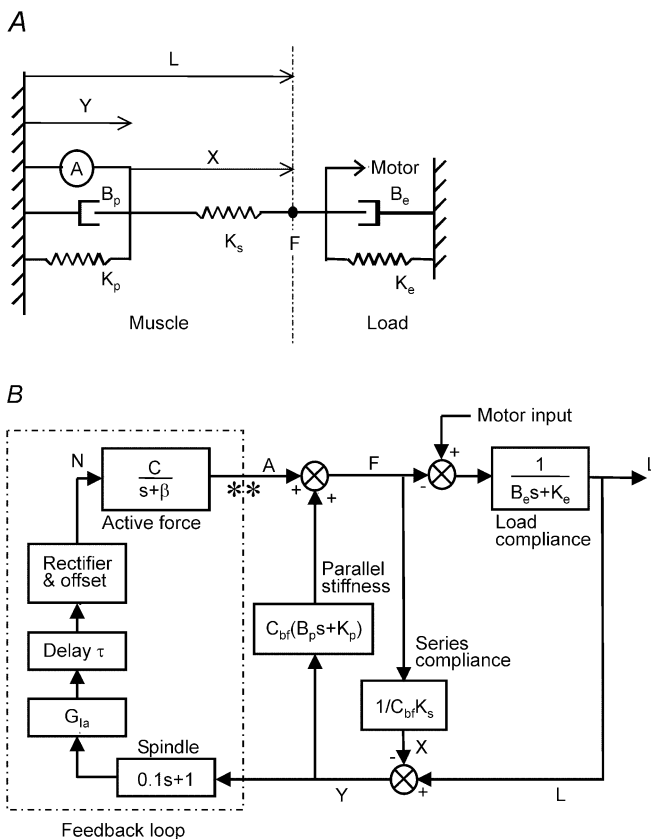 A
L
Y
A
X
Motor
B_p
B_e
K_s
F
K_p
K_e
Muscle
Load
B
Motor input
N
C
s+β
A
F
+
L
+
+
-
1
B_es+K_e
**
Active force
Load
compliance
Rectifier
& offset
Parallel
stiffness
C_bf(B_ps+K_p)
Delay τ
Series
compliance
1/C_bfK_s
G_Ia
Spindle
-
X
0.1s+1
Y
+
L
Feedback loop